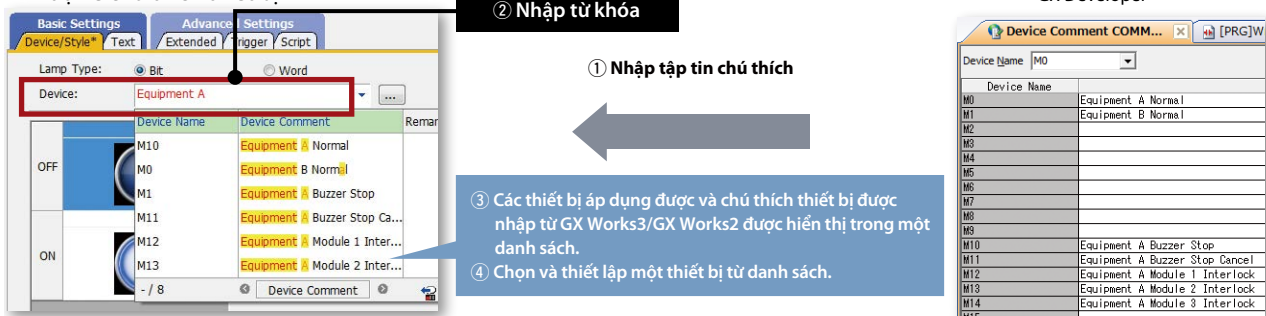 ② Nhập từ khóa
Basic Settings
Advanced Settings
Device/Style*
Text
Extended
Trigger
Script
Lamp Type:
Bit
Word
Device:
Equipment A
...
Device Name
Device Comment
M10
Equipment A Normal
M0
Equipment B Normal
M1
Equipment A Buzzer Stop
M11
Equipment A Buzzer Stop Ca...
M12
Equipment A Module 1 Inter...
M13
Equipment A Module 2 Inter...
- / 8
Device Comment
OFF
ON
① Nhập tập tin chú thích
③ Các thiết bị áp dụng được và chú thích thiết bị được
nhập từ GX Works3/GX Works2 được hiển thị trong một
danh sách.
④ Chọn và thiết lập một thiết bị từ danh sách.
Device Comment COMM...
[PRG]W
Device Name
M0
Device Name
M0 Equipment A Normal
M1 Equipment B Normal
M2
M3
M4
M5
M6
M7
M8
M9
M10 Equipment A Buzzer Stop
M11 Equipment A Buzzer Stop Cancel
M12 Equipment A Module 1 Interlock
M13 Equipment A Module 2 Interlock
M14 Equipment A Module 3 Interlock